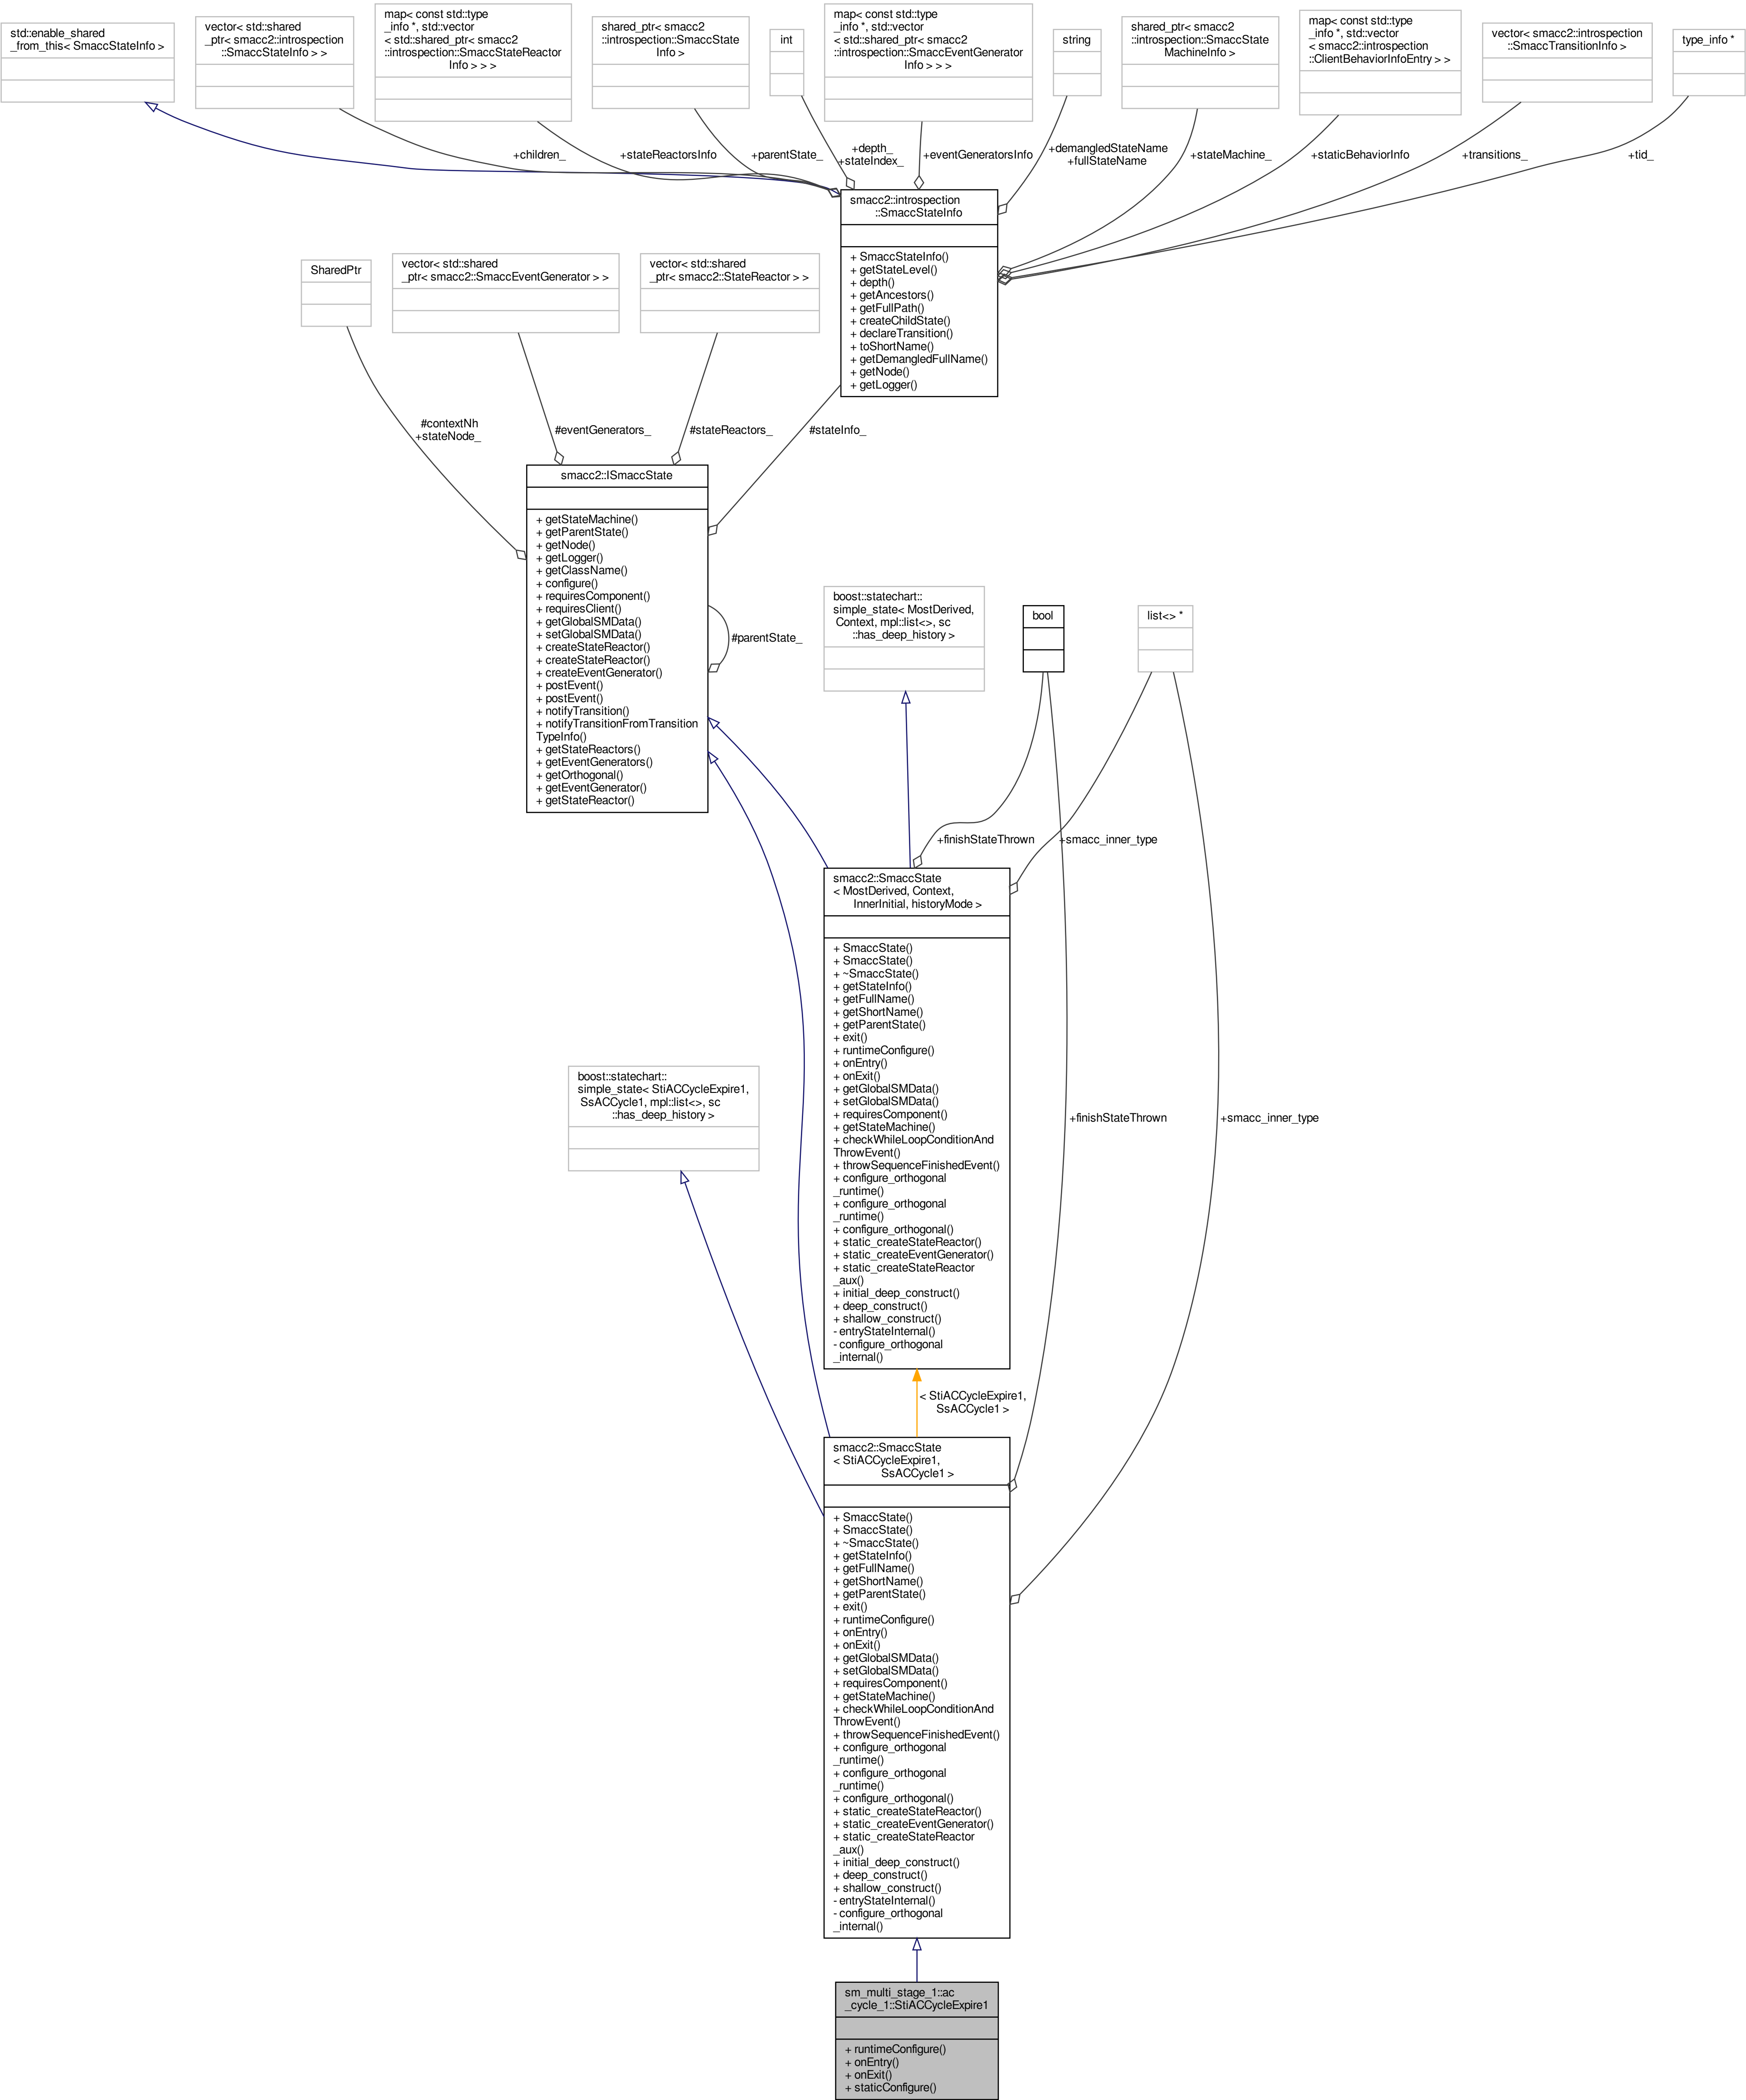 std::enable_shared
_from_this< SmaccStateInfo >
vector< std::shared
_ptr< smacc2::introspection
::SmaccStateInfo > >
map< const std::type
_info *, std::vector
< std::shared_ptr< smacc2
::introspection::SmaccStateReactor
Info > > >
shared_ptr< smacc2
::introspection::SmaccState
Info >
int
map< const std::type
_info *, std::vector
< std::shared_ptr< smacc2
::introspection::SmaccEventGenerator
Info > > >
string
shared_ptr< smacc2
::introspection::SmaccState
MachineInfo >
map< const std::type
_info *, std::vector
< smacc2::introspection
::ClientBehaviorInfoEntry > >
vector< smacc2::introspection
::SmaccTransitionInfo >
type_info *
+children_
+stateReactorsInfo
+parentState_
+depth_
+stateIndex_
+eventGeneratorsInfo
+demangledStateName
+fullStateName
+stateMachine_
+staticBehaviorInfo
+transitions_
+tid_
smacc2::introspection
::SmaccStateInfo
+ SmaccStateInfo()
+ getStateLevel()
+ depth()
+ getAncestors()
+ getFullPath()
+ createChildState()
+ declareTransition()
+ toShortName()
+ getDemangledFullName()
+ getNode()
+ getLogger()
SharedPtr
vector< std::shared
_ptr< smacc2::SmaccEventGenerator > >
vector< std::shared
_ptr< smacc2::StateReactor > >
#contextNh
+stateNode_
#eventGenerators_
#stateReactors_
#stateInfo_
smacc2::ISmaccState
+ getStateMachine()
+ getParentState()
+ getNode()
+ getLogger()
+ getClassName()
+ configure()
+ requiresComponent()
+ requiresClient()
+ getGlobalSMData()
+ setGlobalSMData()
+ createStateReactor()
+ createStateReactor()
+ createEventGenerator()
+ postEvent()
+ postEvent()
+ notifyTransition()
+ notifyTransitionFromTransition
TypeInfo()
+ getStateReactors()
+ getEventGenerators()
+ getOrthogonal()
+ getEventGenerator()
+ getStateReactor()
#parentState_
boost::statechart::
simple_state< MostDerived,
Context, mpl::list<>, sc
::has_deep_history >
bool
list<> *
+finishStateThrown
+smacc_inner_type
smacc2::SmaccState
< MostDerived, Context,
InnerInitial, historyMode >
+ SmaccState()
+ SmaccState()
+ ~SmaccState()
+ getStateInfo()
+ getFullName()
+ getShortName()
+ getParentState()
+ exit()
+ runtimeConfigure()
+ onEntry()
+ onExit()
+ getGlobalSMData()
+ setGlobalSMData()
+ requiresComponent()
+ getStateMachine()
+ checkWhileLoopConditionAnd
ThrowEvent()
+ throwSequenceFinishedEvent()
+ configure_orthogonal
_runtime()
+ configure_orthogonal
_runtime()
+ configure_orthogonal()
+ static_createStateReactor()
+ static_createEventGenerator()
+ static_createStateReactor
_aux()
+ initial_deep_construct()
+ deep_construct()
+ shallow_construct()
- entryStateInternal()
- configure_orthogonal
_internal()
boost::statechart::
simple_state< StiACCycleExpire1,
SsACCycle1, mpl::list<>, sc
::has_deep_history >
+finishStateThrown
+smacc_inner_type
< StiACCycleExpire1,
SsACCycle1 >
smacc2::SmaccState
< StiACCycleExpire1,
SsACCycle1 >
+ SmaccState()
+ SmaccState()
+ ~SmaccState()
+ getStateInfo()
+ getFullName()
+ getShortName()
+ getParentState()
+ exit()
+ runtimeConfigure()
+ onEntry()
+ onExit()
+ getGlobalSMData()
+ setGlobalSMData()
+ requiresComponent()
+ getStateMachine()
+ checkWhileLoopConditionAnd
ThrowEvent()
+ throwSequenceFinishedEvent()
+ configure_orthogonal
_runtime()
+ configure_orthogonal
_runtime()
+ configure_orthogonal()
+ static_createStateReactor()
+ static_createEventGenerator()
+ static_createStateReactor
_aux()
+ initial_deep_construct()
+ deep_construct()
+ shallow_construct()
- entryStateInternal()
- configure_orthogonal
_internal()
sm_multi_stage_1::ac
_cycle_1::StiACCycleExpire1
+ runtimeConfigure()
+ onEntry()
+ onExit()
+ staticConfigure()